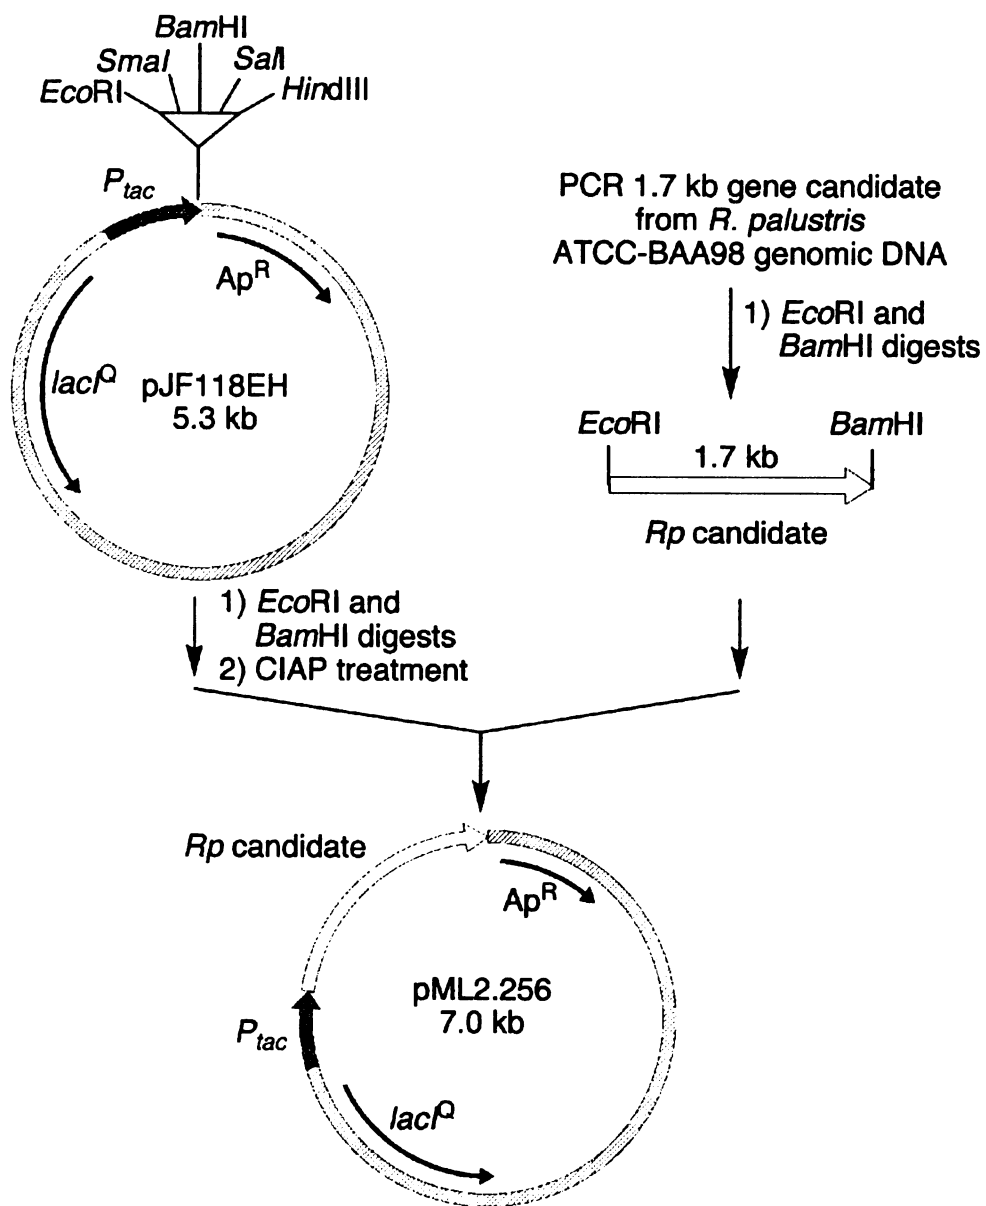 BamHI
SmaI
SalI
EcoRI
HindIII
Ptac
ApR
lacIQ
pJF118EH
5.3 kb
PCR 1.7 kb gene candidate
from R. palustris
ATCC-BAA98 genomic DNA
1) EcoRI and
BamHI digests
EcoRI
BamHI
1.7 kb
Rp candidate
1) EcoRI and
BamHI digests
2) CIAP treatment
Rp candidate
ApR
pML2.256
7.0 kb
Ptac
lacIQ